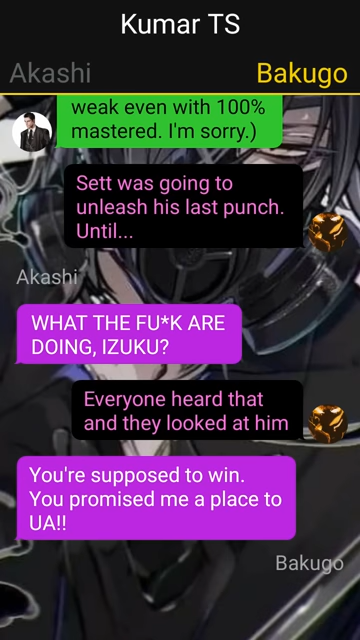 Kumar TS
Akashi
Bakugo
weak even with 100%
mastered. I'm sorry.)
Sett was going to
unleash his last punch.
Until...
Akashi
WHAT THE FU*K ARE
DOING, IZUKU?
Everyone heard that
and they looked at him
You're supposed to win.
You promised me a place to
UA!!
Bakugo